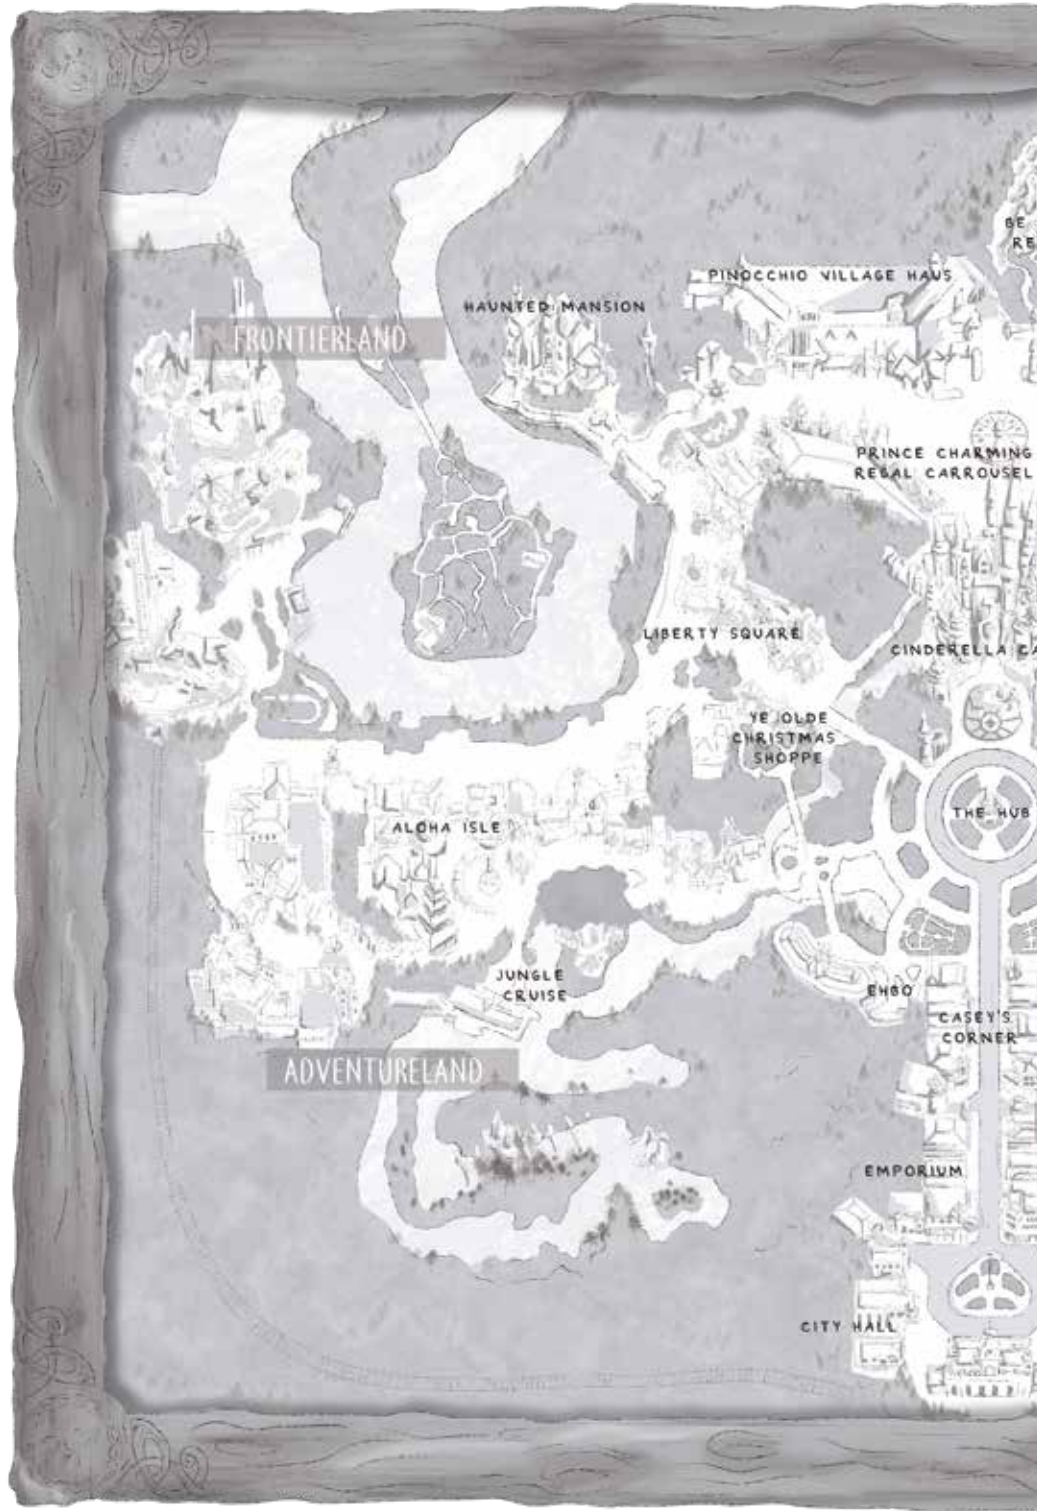 BE
RE
PINOCCHIO VILLAGE HAUS
HAUNTED MANSION
FRONTIERLAND
PRINCE CHARMING
REGAL CARROUSEL
LIBERTY SQUARE
CINDERELLA CA
YE OLDE
CHRISTMAS
SHOPPE
THE HUB
ALOHA ISLE
JUNGLE
CRUISE
EHBO
CASEY'S
CORNER
ADVENTURELAND
EMPORIUM
CITY HALL